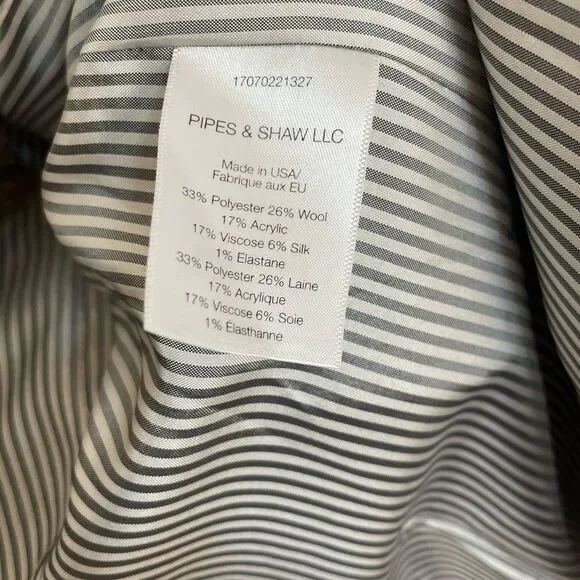 17070221327
PIPES & SHAW LLC
Made in USA/
Fabrique aux EU
33% Polyester 26% Wool
17% Acrylic
17% Viscose 6% Silk
1% Elastane
33% Polyester 26% Laine
17% Acrylique
17% Viscose 6% Soie
1% Élasthanne